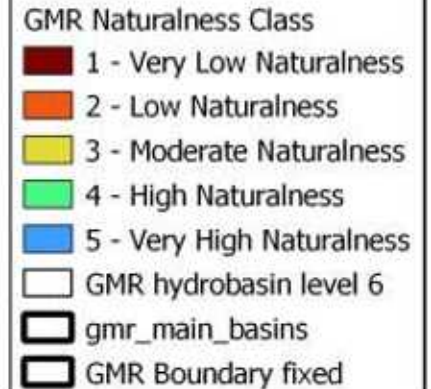 GMR Naturalness Class
1 - Very Low Naturalness
2 - Low Naturalness
3 - Moderate Naturalness
4 - High Naturalness
5 - Very High Naturalness
GMR hydrobasin level 6
gmr_main_basins
GMR Boundary fixed